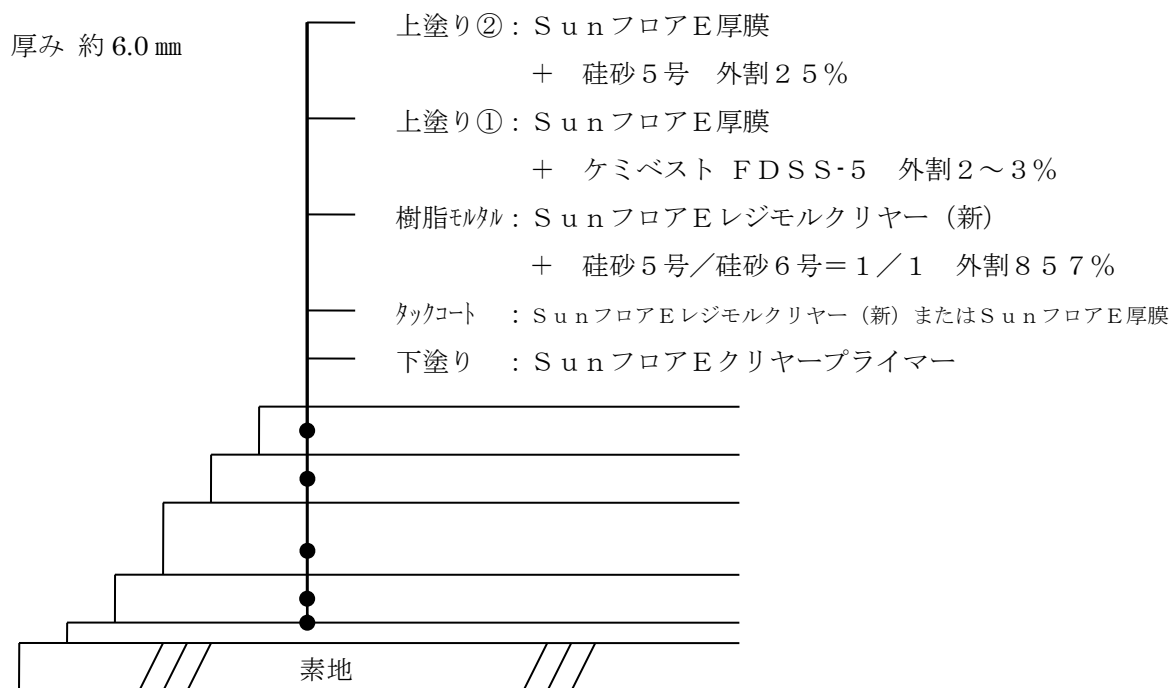 厚み 約 6.0 ㎜
上塗り②：ＳｕｎフロアＥ厚膜
＋ 硅砂５号 外割２５％
上塗り①：ＳｕｎフロアＥ厚膜
＋ ケミベスト ＦＤＳＳ-５ 外割２～３％
樹脂ﾓﾙﾀﾙ：ＳｕｎフロアＥレジモルクリヤー（新）
＋ 硅砂５号／硅砂６号＝１／１ 外割８５７％
ﾀｯｸｺｰﾄ ：ＳｕｎフロアＥレジモルクリヤー（新）またはＳｕｎフロアＥ厚膜
下塗り ：ＳｕｎフロアＥクリヤープライマー
素地